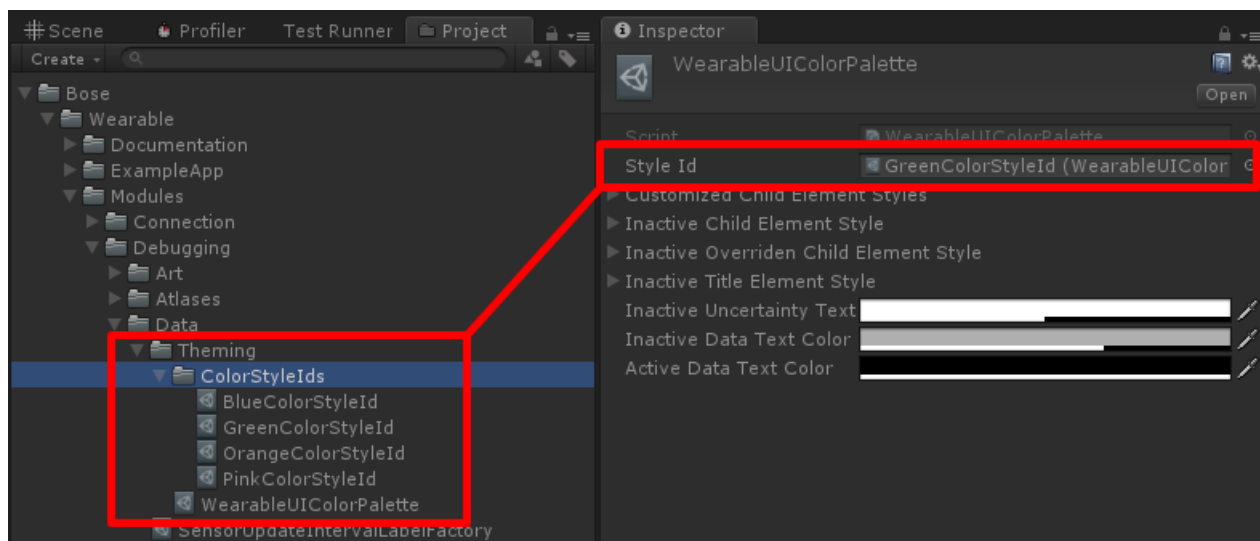 Scene Profiler Test Runner Project
Create
Bose
Wearable
Documentation
ExampleApp
Modules
Connection
Debugging
Art
Atlases
Data
Theming
ColorStyleIds
BlueColorStyleId
GreenColorStyleId
OrangeColorStyleId
PinkColorStyleId
WearableUIColorPalette
SensorUpdateIntervalLabelFactory
Inspector
WearableUIColorPalette
Open
Script WearableUIColorPalette
Style Id GreenColorStyleId (WearableUIColor
Customized Child Element Styles
Inactive Child Element Style
Inactive Overriden Child Element Style
Inactive Title Element Style
Inactive Uncertainty Text
Inactive Data Text Color
Active Data Text Color